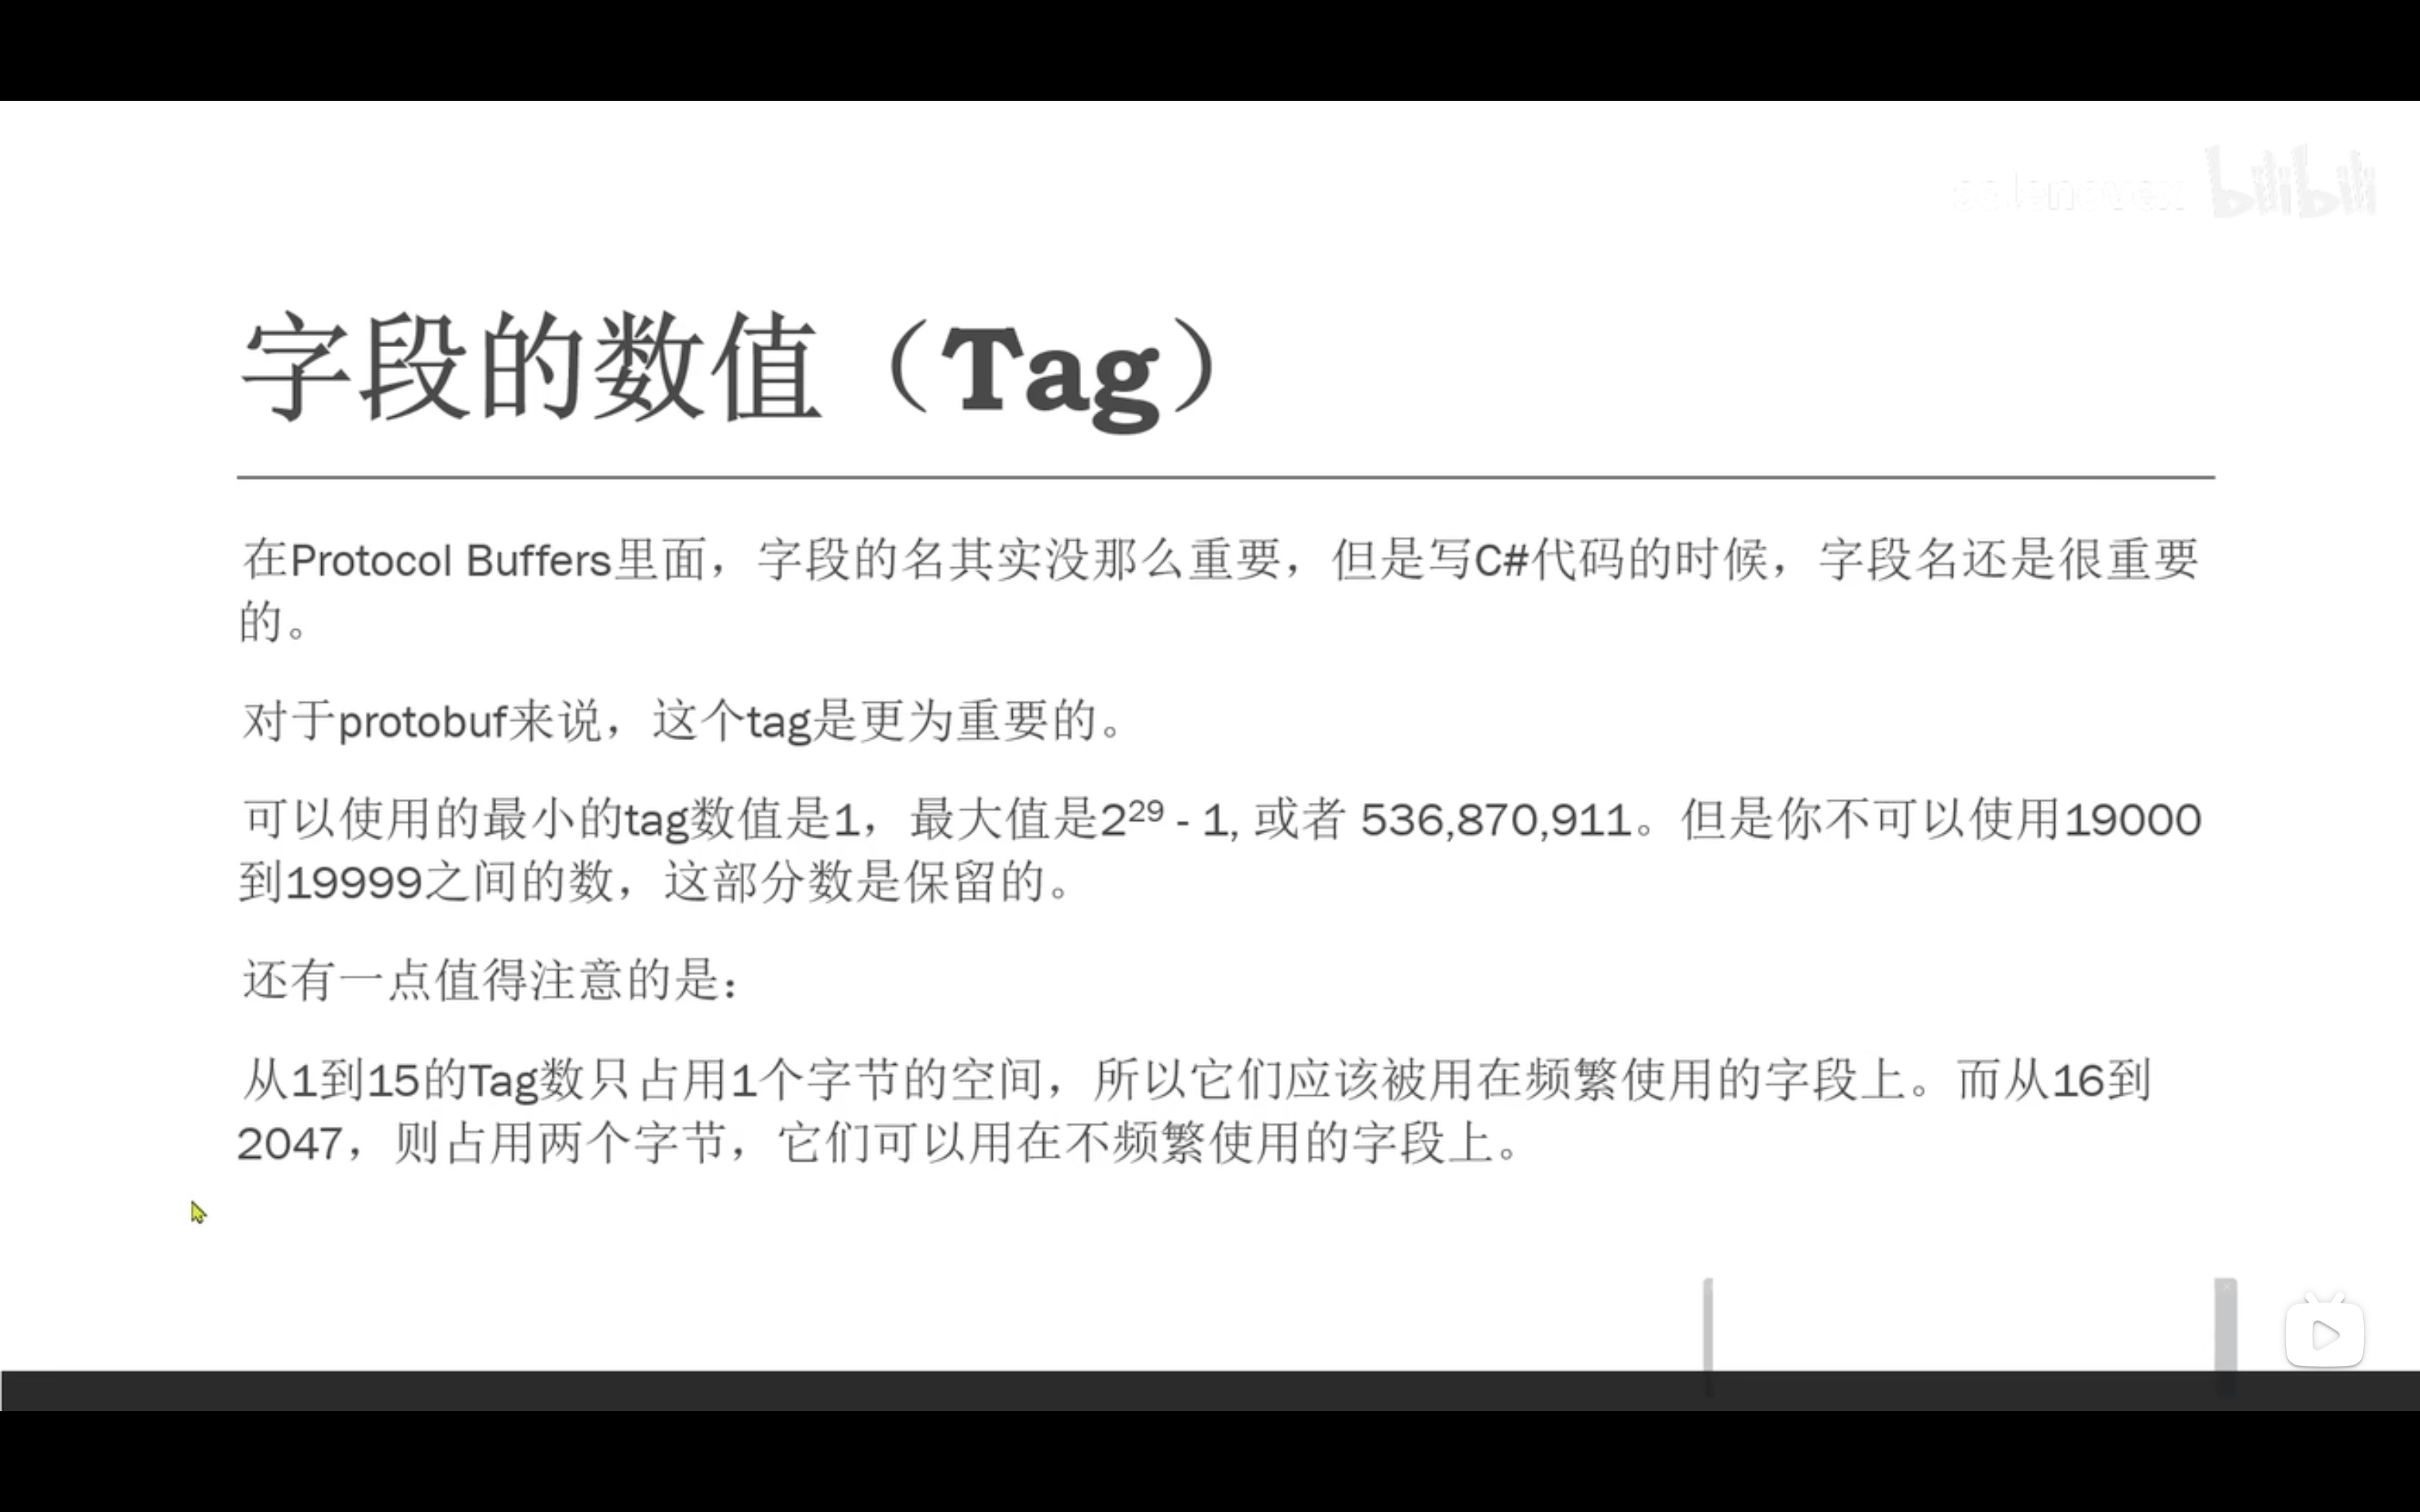 bilibili
字段的数值（Tag）
在Protocol Buffers里面，字段的名其实没那么重要，但是写C#代码的时候，字段名还是很重要
的。
对于protobuf来说，这个tag是更为重要的。
可以使用的最小的tag数值是1，最大值是2²⁹ - 1, 或者 536,870,911。但是你不可以使用19000
到19999之间的数，这部分数是保留的。
还有一点值得注意的是：
从1到15的Tag数只占用1个字节的空间，所以它们应该被用在频繁使用的字段上。而从16到
2047，则占用两个字节，它们可以用在不频繁使用的字段上。